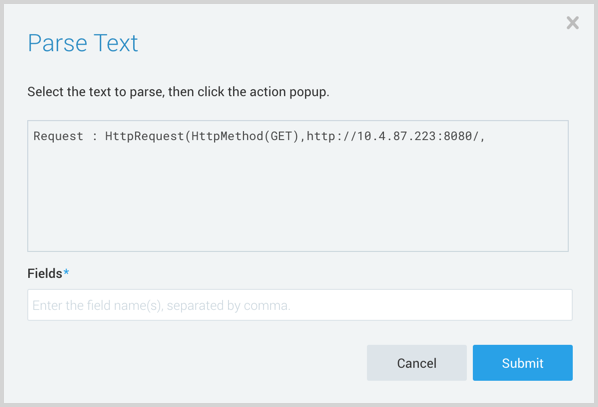 Parse Text
Select the text to parse, then click the action popup.
Request : HttpRequest(HttpMethod(GET),http://10.4.87.223:8080/,
Fields*
Enter the field name(s), separated by comma.
Cancel
Submit